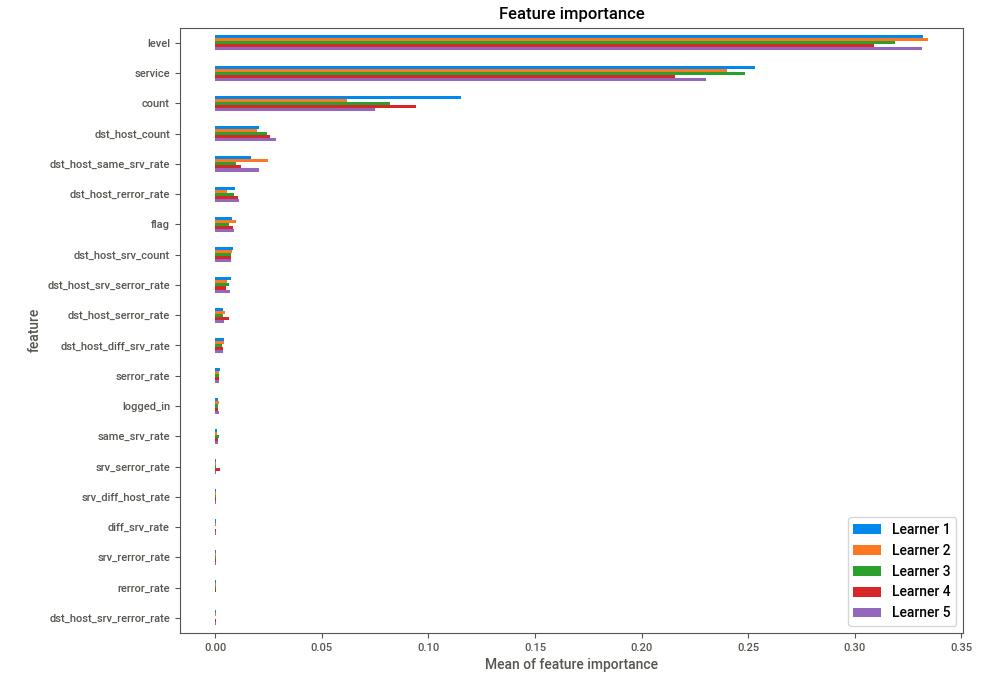 Feature importance
level
service
count
dst_host_count
dst_host_same_srv_rate
dst_host_rerror_rate
flag
dst_host_srv_count
dst_host_srv_serror_rate
dst_host_serror_rate
dst_host_diff_srv_rate
serror_rate
logged_in
same_srv_rate
srv_serror_rate
srv_diff_host_rate
diff_srv_rate
srv_rerror_rate
rerror_rate
dst_host_srv_rerror_rate
feature
Learner 1
Learner 2
Learner 3
Learner 4
Learner 5
0.00 0.05 0.10 0.15 0.20 0.25 0.30 0.35
Mean of feature importance